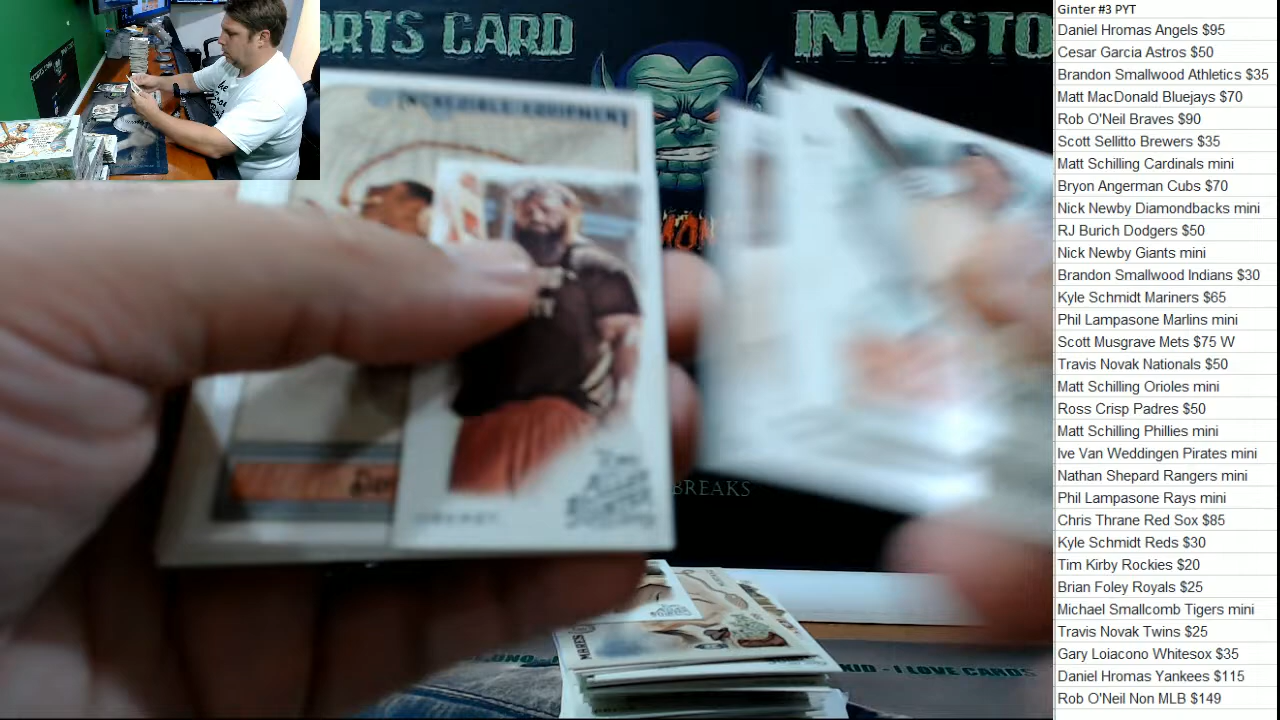 ORTS CARD INVESTO
INCREDIBLE EQUIPMENT
BREAKS
MARES
I LOVE CARDS
Ginter #3 PYT
Daniel Hromas Angels $95
Cesar Garcia Astros $50
Brandon Smallwood Athletics $35
Matt MacDonald Bluejays $70
Rob O'Neil Braves $90
Scott Sellitto Brewers $35
Matt Schilling Cardinals mini
Bryon Angerman Cubs $70
Nick Newby Diamondbacks mini
RJ Burich Dodgers $50
Nick Newby Giants mini
Brandon Smallwood Indians $30
Kyle Schmidt Mariners $65
Phil Lampasone Marlins mini
Scott Musgrave Mets $75 W
Travis Novak Nationals $50
Matt Schilling Orioles mini
Ross Crisp Padres $50
Matt Schilling Phillies mini
Ive Van Weddingen Pirates mini
Nathan Shepard Rangers mini
Phil Lampasone Rays mini
Chris Thrane Red Sox $85
Kyle Schmidt Reds $30
Tim Kirby Rockies $20
Brian Foley Royals $25
Michael Smallcomb Tigers mini
Travis Novak Twins $25
Gary Loiacono Whitesox $35
Daniel Hromas Yankees $115
Rob O'Neil Non MLB $149